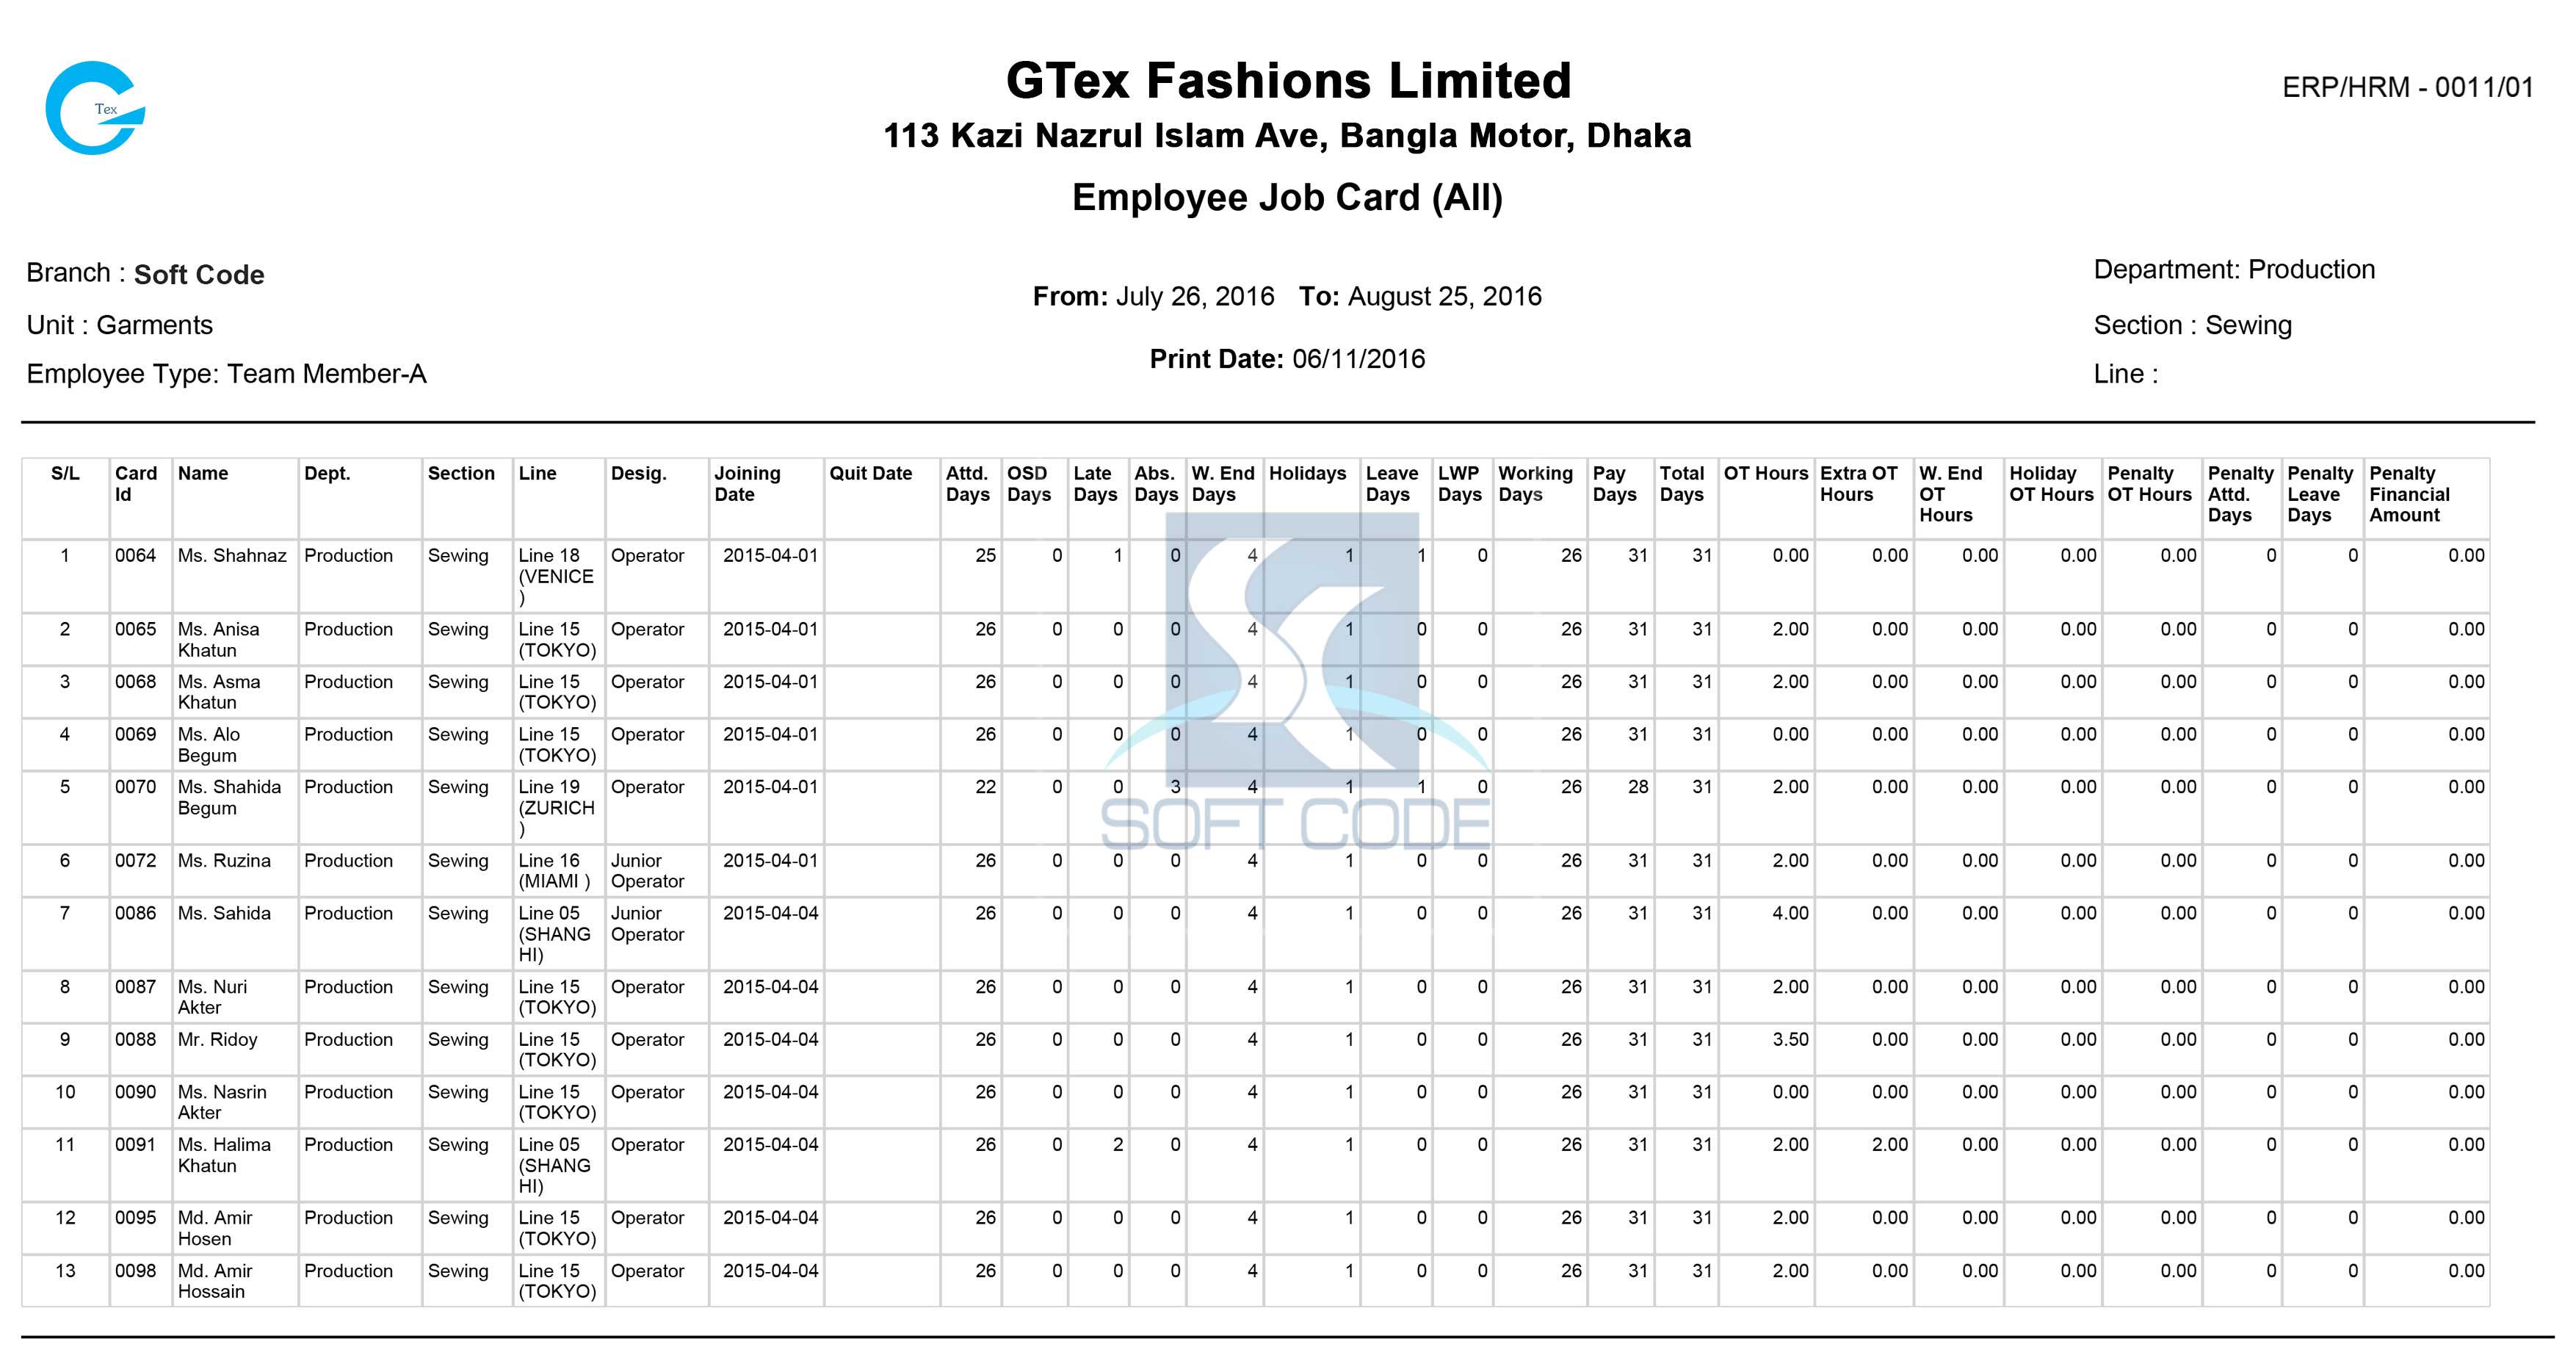 Tex
GTex Fashions Limited
ERP/HRM - 0011/01
113 Kazi Nazrul Islam Ave, Bangla Motor, Dhaka
Employee Job Card (All)
Branch : Soft Code
From: July 26, 2016 To: August 25, 2016
Department: Production
Unit : Garments
Section : Sewing
Print Date: 06/11/2016
Employee Type: Team Member-A
Line :
S/L Card Id Name Dept. Section Line Desig. Joining Date Quit Date Attd. Days OSD Days Late Days Abs. Days W. End Days Holidays Leave Days LWP Days Working Days Pay Days Total Days OT Hours Extra OT Hours W. End OT Hours Holiday OT Hours Penalty OT Hours Penalty Attd. Days Penalty Leave Days Penalty Financial Amount
1 0064 Ms. Shahnaz Production Sewing Line 18 (VENICE ) Operator 2015-04-01 25 0 1 0 4 1 1 0 26 31 31 0.00 0.00 0.00 0.00 0.00 0 0 0.00
2 0065 Ms. Anisa Khatun Production Sewing Line 15 (TOKYO) Operator 2015-04-01 26 0 0 0 4 1 0 0 26 31 31 2.00 0.00 0.00 0.00 0.00 0 0 0.00
3 0068 Ms. Asma Khatun Production Sewing Line 15 (TOKYO) Operator 2015-04-01 26 0 0 0 4 1 0 0 26 31 31 2.00 0.00 0.00 0.00 0.00 0 0 0.00
4 0069 Ms. Alo Begum Production Sewing Line 15 (TOKYO) Operator 2015-04-01 26 0 0 0 4 1 0 0 26 31 31 0.00 0.00 0.00 0.00 0.00 0 0 0.00
5 0070 Ms. Shahida Begum Production Sewing Line 19 (ZURICH ) Operator 2015-04-01 22 0 0 3 4 1 1 0 26 28 31 2.00 0.00 0.00 0.00 0.00 0 0 0.00
SOFT CODE
6 0072 Ms. Ruzina Production Sewing Line 16 (MIAMI ) Junior Operator 2015-04-01 26 0 0 0 4 1 0 0 26 31 31 2.00 0.00 0.00 0.00 0.00 0 0 0.00
7 0086 Ms. Sahida Production Sewing Line 05 (SHANG HI) Junior Operator 2015-04-04 26 0 0 0 4 1 0 0 26 31 31 4.00 0.00 0.00 0.00 0.00 0 0 0.00
8 0087 Ms. Nuri Akter Production Sewing Line 15 (TOKYO) Operator 2015-04-04 26 0 0 0 4 1 0 0 26 31 31 2.00 0.00 0.00 0.00 0.00 0 0 0.00
9 0088 Mr. Ridoy Production Sewing Line 15 (TOKYO) Operator 2015-04-04 26 0 0 0 4 1 0 0 26 31 31 3.50 0.00 0.00 0.00 0.00 0 0 0.00
10 0090 Ms. Nasrin Akter Production Sewing Line 15 (TOKYO) Operator 2015-04-04 26 0 0 0 4 1 0 0 26 31 31 0.00 0.00 0.00 0.00 0.00 0 0 0.00
11 0091 Ms. Halima Khatun Production Sewing Line 05 (SHANG HI) Operator 2015-04-04 26 0 2 0 4 1 0 0 26 31 31 2.00 2.00 0.00 0.00 0.00 0 0 0.00
12 0095 Md. Amir Hosen Production Sewing Line 15 (TOKYO) Operator 2015-04-04 26 0 0 0 4 1 0 0 26 31 31 2.00 0.00 0.00 0.00 0.00 0 0 0.00
13 0098 Md. Amir Hossain Production Sewing Line 15 (TOKYO) Operator 2015-04-04 26 0 0 0 4 1 0 0 26 31 31 2.00 0.00 0.00 0.00 0.00 0 0 0.00